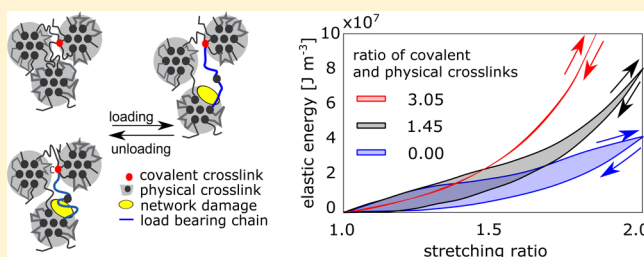 loading
unloading
covalent crosslink
physical crosslink
network damage
load bearing chain
10 x10⁷
8
6
4
2
0
elastic energy [J m⁻³]
ratio of covalent
and physical crosslinks
3.05
1.45
0.00
1.0
1.5
2.0
stretching ratio